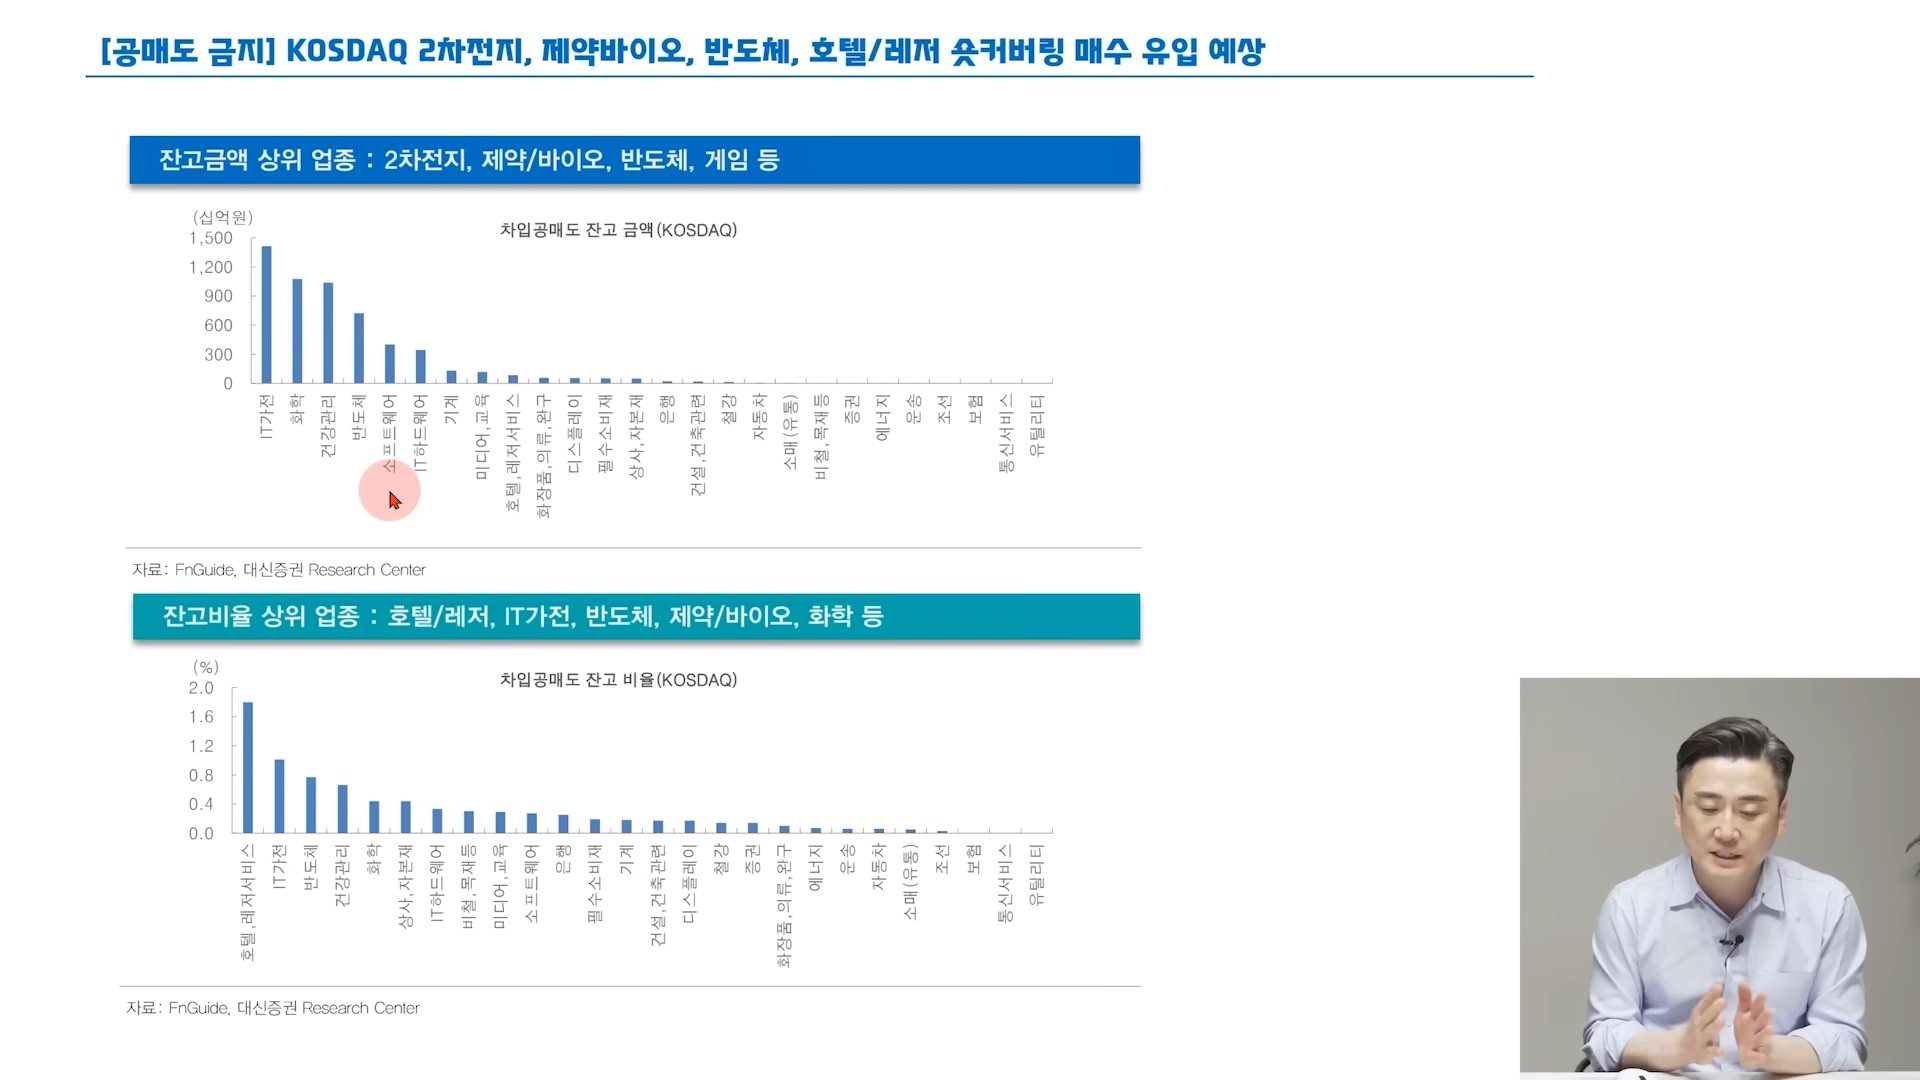 [공매도 금지] KOSDAQ 2차전지, 제약바이오, 반도체, 호텔/레저 숏커버링 매수 유입 예상
잔고금액 상위 업종 : 2차전지, 제약/바이오, 반도체, 게임 등
(십억원)
차입공매도 잔고 금액(KOSDAQ)
1,500
1,200
900
600
300
0
IT가전
화학
건강관리
반도체
소프트웨어
IT하드웨어
기계
미디어,교육
호텔,레저서비스
화장품,의류,완구
디스플레이
필수소비재
상사,자본재
은행
건설,건축관련
철강
자동차
소매(유통)
비철,목재등
증권
에너지
운송
조선
보험
통신서비스
유틸리티
자료: FnGuide, 대신증권 Research Center
잔고비율 상위 업종 : 호텔/레저, IT가전, 반도체, 제약/바이오, 화학 등
(%)
차입공매도 잔고 비율(KOSDAQ)
2.0
1.6
1.2
0.8
0.4
0.0
호텔,레저서비스
IT가전
반도체
건강관리
화학
상사,자본재
IT하드웨어
비철,목재등
미디어,교육
소프트웨어
은행
필수소비재
기계
건설,건축관련
디스플레이
철강
증권
화장품,의류,완구
에너지
운송
자동차
소매(유통)
조선
보험
통신서비스
유틸리티
자료: FnGuide, 대신증권 Research Center